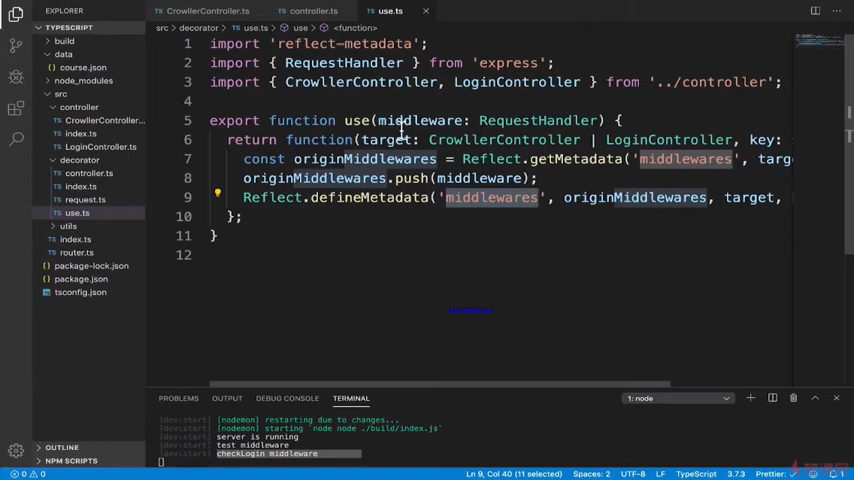 EXPLORER
TYPESCRIPT
build
data
course.json
node_modules
src
controller
CrowllerController....
index.ts
LoginController.ts
decorator
controller.ts
index.ts
request.ts
use.ts
utils
index.ts
router.ts
package-lock.json
package.json
tsconfig.json
OUTLINE
NPM SCRIPTS
CrowllerController.ts controller.ts use.ts
src > decorator > use.ts > use > <function>
1 import 'reflect-metadata';
2 import { RequestHandler } from 'express';
3 import { CrowllerController, LoginController } from '../controller';
4
5 export function use(middleware: RequestHandler) {
6 return function(target: CrowllerController | LoginController, key:
7 const originMiddlewares = Reflect.getMetadata('middlewares', targ
8 originMiddlewares.push(middleware);
9 Reflect.defineMetadata('middlewares', originMiddlewares, target,
10 };
11 }
12
PROBLEMS OUTPUT DEBUG CONSOLE TERMINAL 1: node
[dev:start] [nodemon] restarting due to changes...
[dev:start] [nodemon] starting `node node ./build/index.js`
[dev:start] server is running
[dev:start] test middleware
[dev:start] checkLogin middleware
[dev:start]
0 0 Ln 9, Col 40 (11 selected) Spaces: 2 UTF-8 LF TypeScript 3.7.3 Prettier: ✓ 1